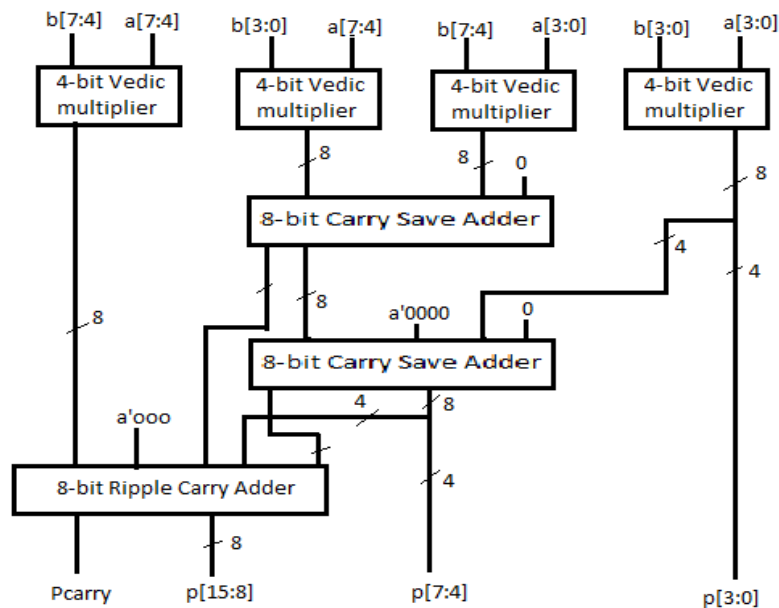 b[7:4] a[7:4]
b[3:0] a[7:4]
b[7:4] a[3:0]
b[3:0] a[3:0]
4-bit Vedic
multiplier
4-bit Vedic
multiplier
4-bit Vedic
multiplier
4-bit Vedic
multiplier
8
8
0
8
8-bit Carry Save Adder
4
4
8
8
a'0000
0
8-bit Carry Save Adder
4
8
a'ooo
4
8-bit Ripple Carry Adder
8
Pcarry
p[15:8]
p[7:4]
p[3:0]